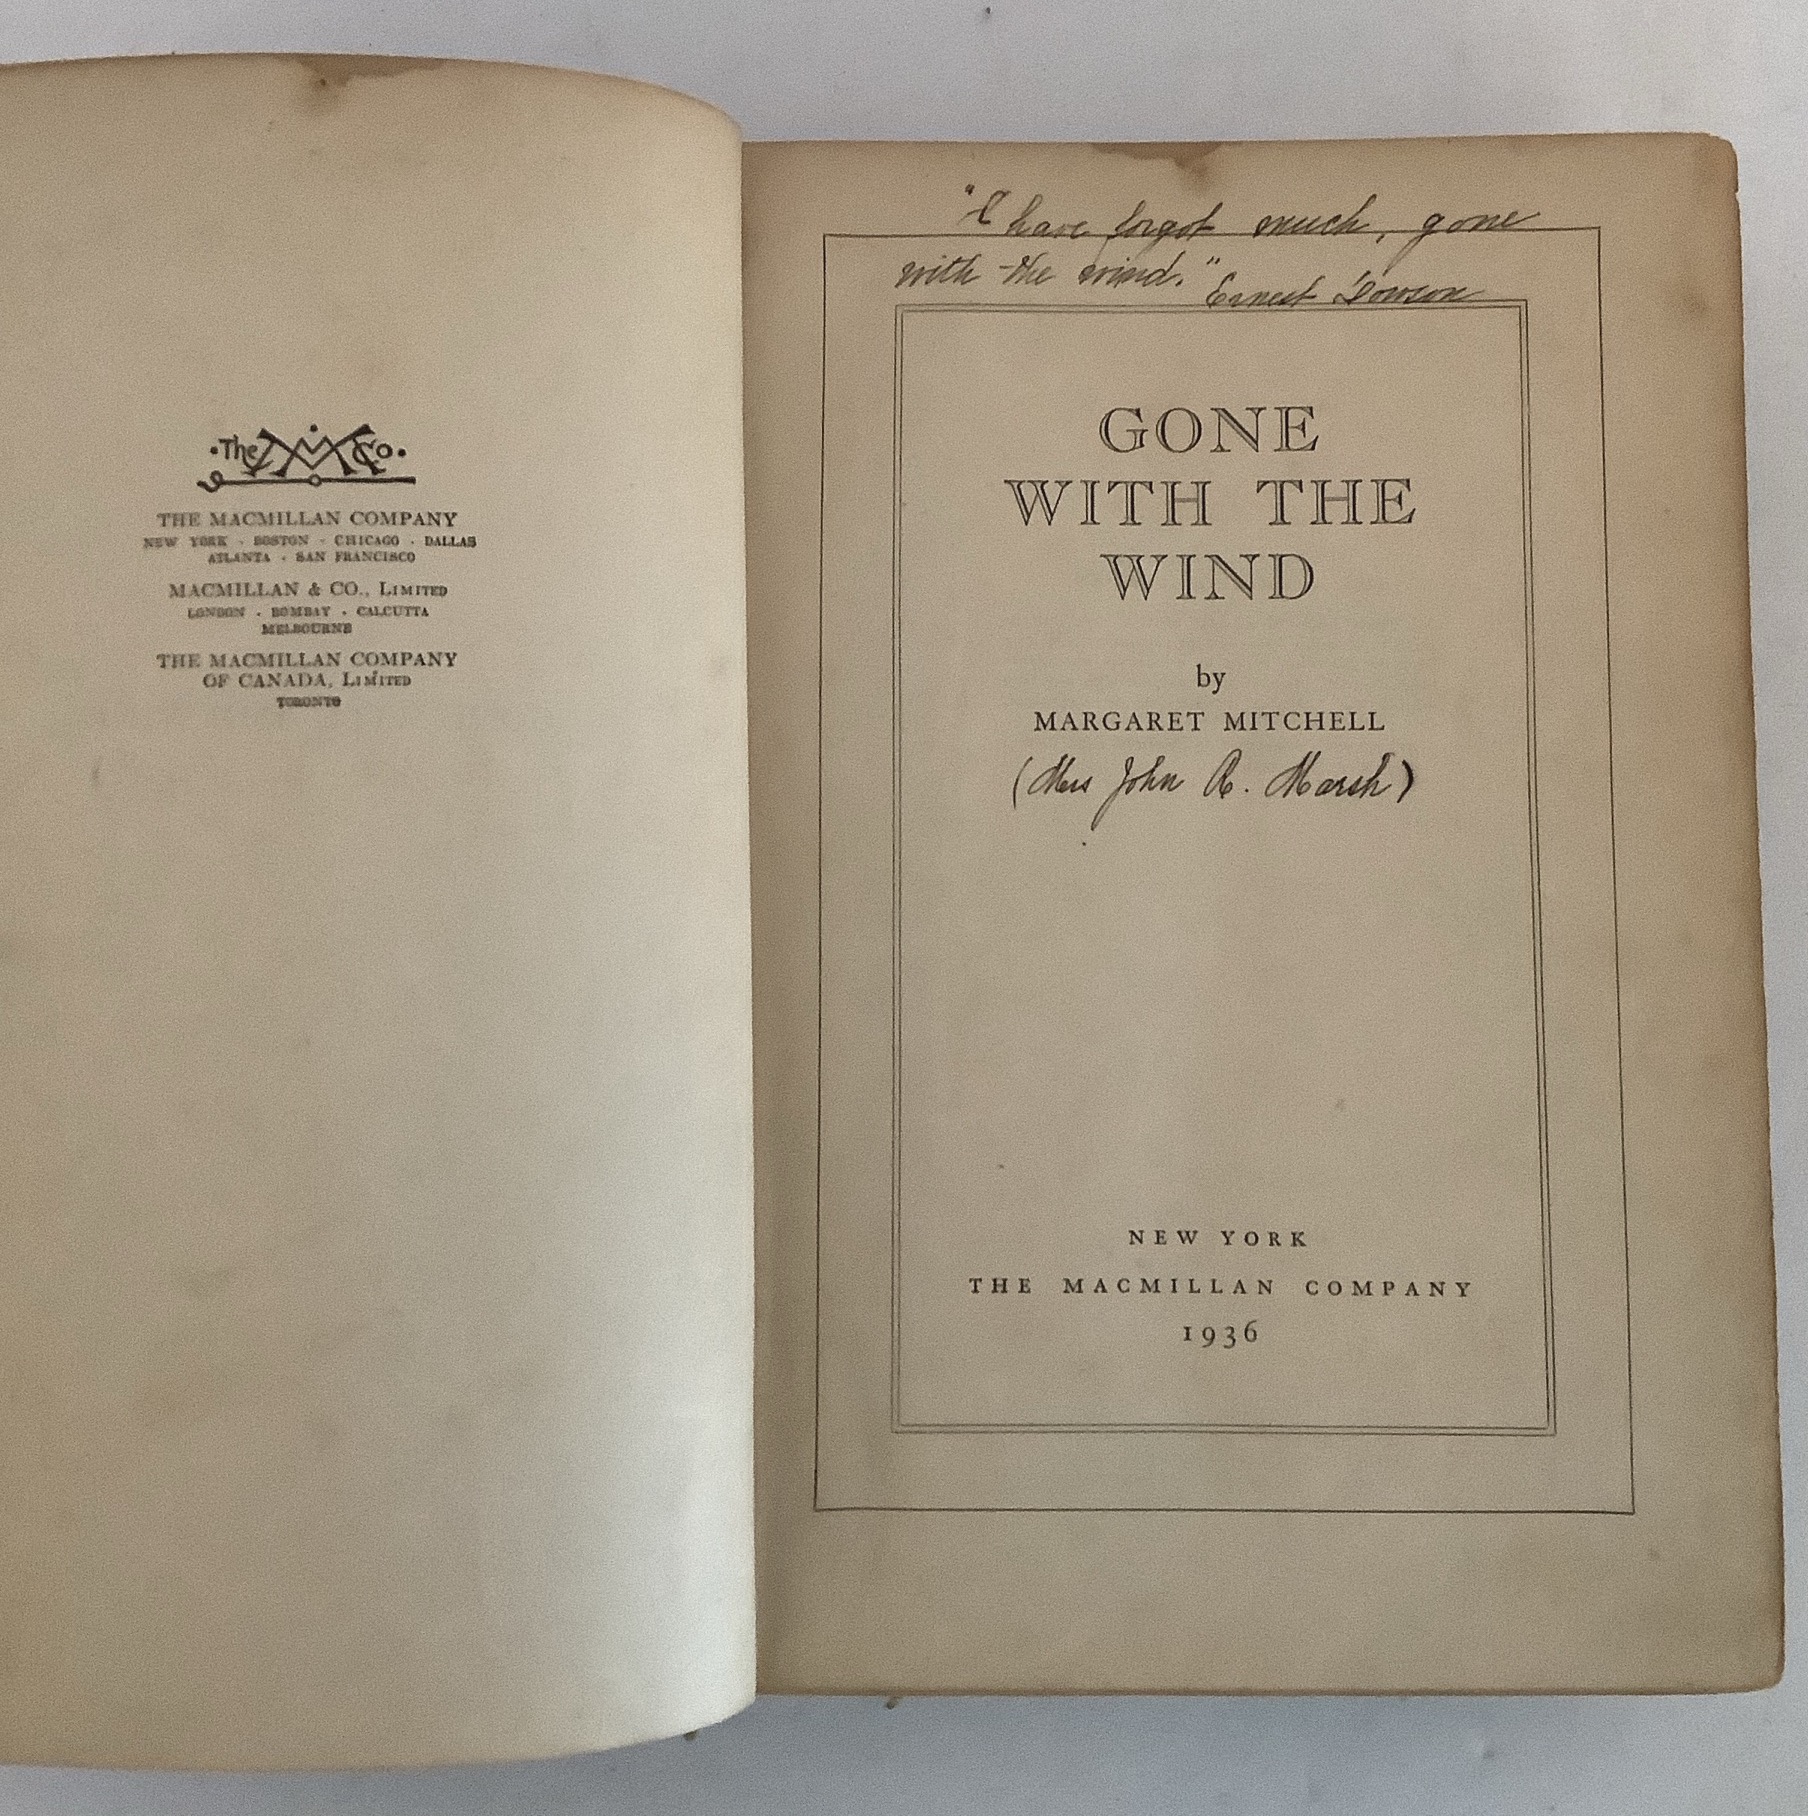 The M Co.
THE MACMILLAN COMPANY
NEW YORK · BOSTON · CHICAGO · DALLAS
ATLANTA · SAN FRANCISCO
MACMILLAN & CO., LIMITED
LONDON · BOMBAY · CALCUTTA
MELBOURNE
THE MACMILLAN COMPANY
OF CANADA, LIMITED
TORONTO
"I have forgot much, gone
with the wind." Ernest Dowson
GONE
WITH THE
WIND
by
MARGARET MITCHELL
(Mrs John R. Marsh)
NEW YORK
THE MACMILLAN COMPANY
1936